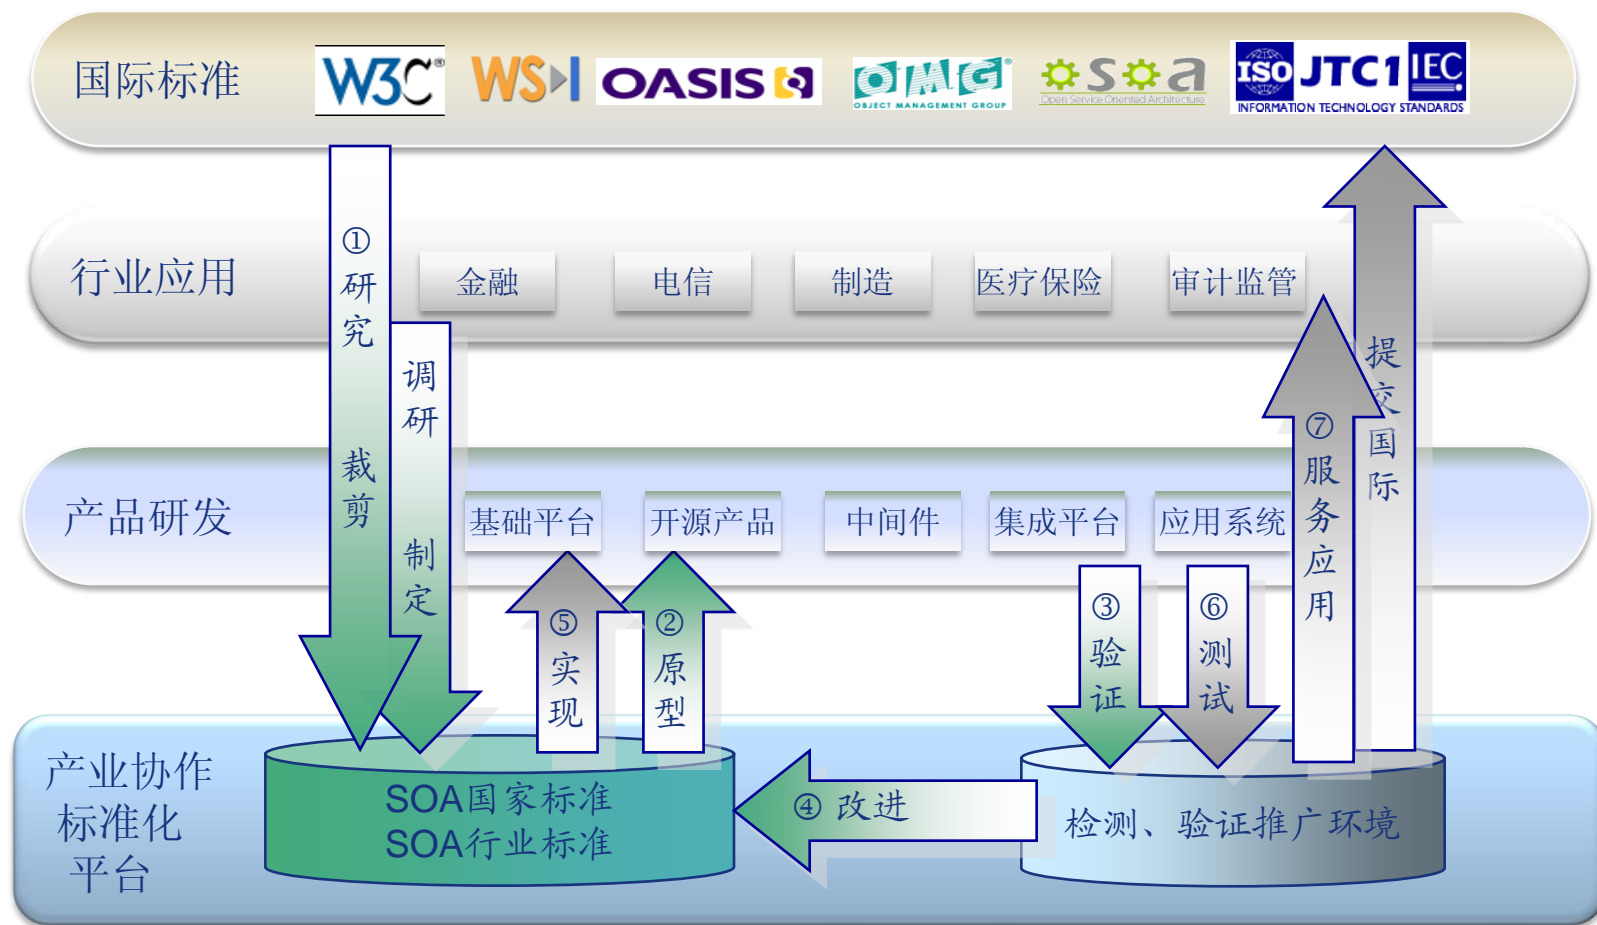 国际标准
W3C®
WS-I
OASIS
OMG®
OBJECT MANAGEMENT GROUP
osoa
Open Service Oriented Architecture
ISO JTC1 IEC
INFORMATION TECHNOLOGY STANDARDS
行业应用
金融
电信
制造
医疗保险
审计监管
①研究 裁剪
调研 制定
提交国际
产品研发
基础平台
开源产品
中间件
集成平台
应用系统
⑤实现
②原型
③验证
⑥测试
⑦服务应用
产业协作
标准化
平台
SOA国家标准
SOA行业标准
④ 改进
检测、验证推广环境